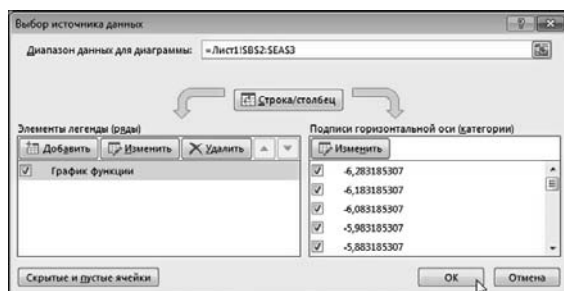 Выбор источника данных
Диапазон данных для диаграммы: =Лист1!$B$2:$EA$3
Строка/столбец
Элементы легенды (ряды)
Добавить Изменить Удалить
График функции
Подписи горизонтальной оси (категории)
Изменить
-6,283185307
-6,183185307
-6,083185307
-5,983185307
-5,883185307
Скрытые и пустые ячейки
ОК Отмена